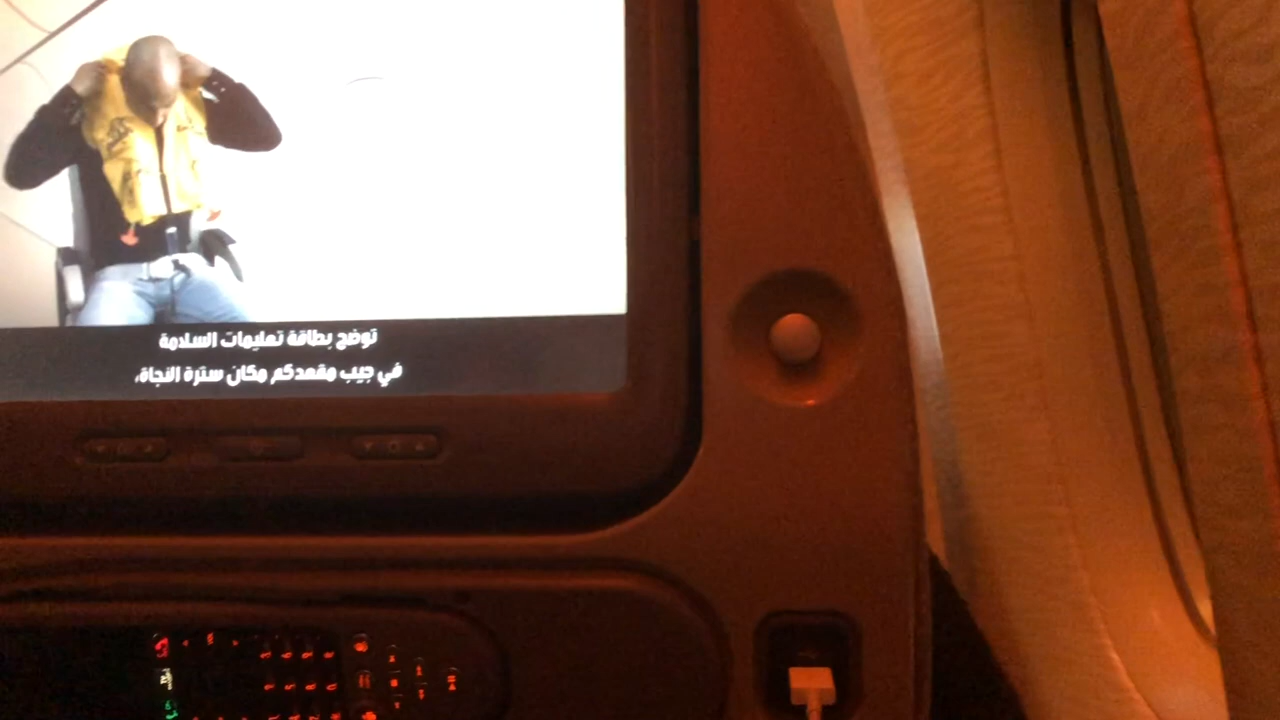 توضح بطاقة تعليمات السلامة
في جيب مقعدكم مكان سترة النجاة،